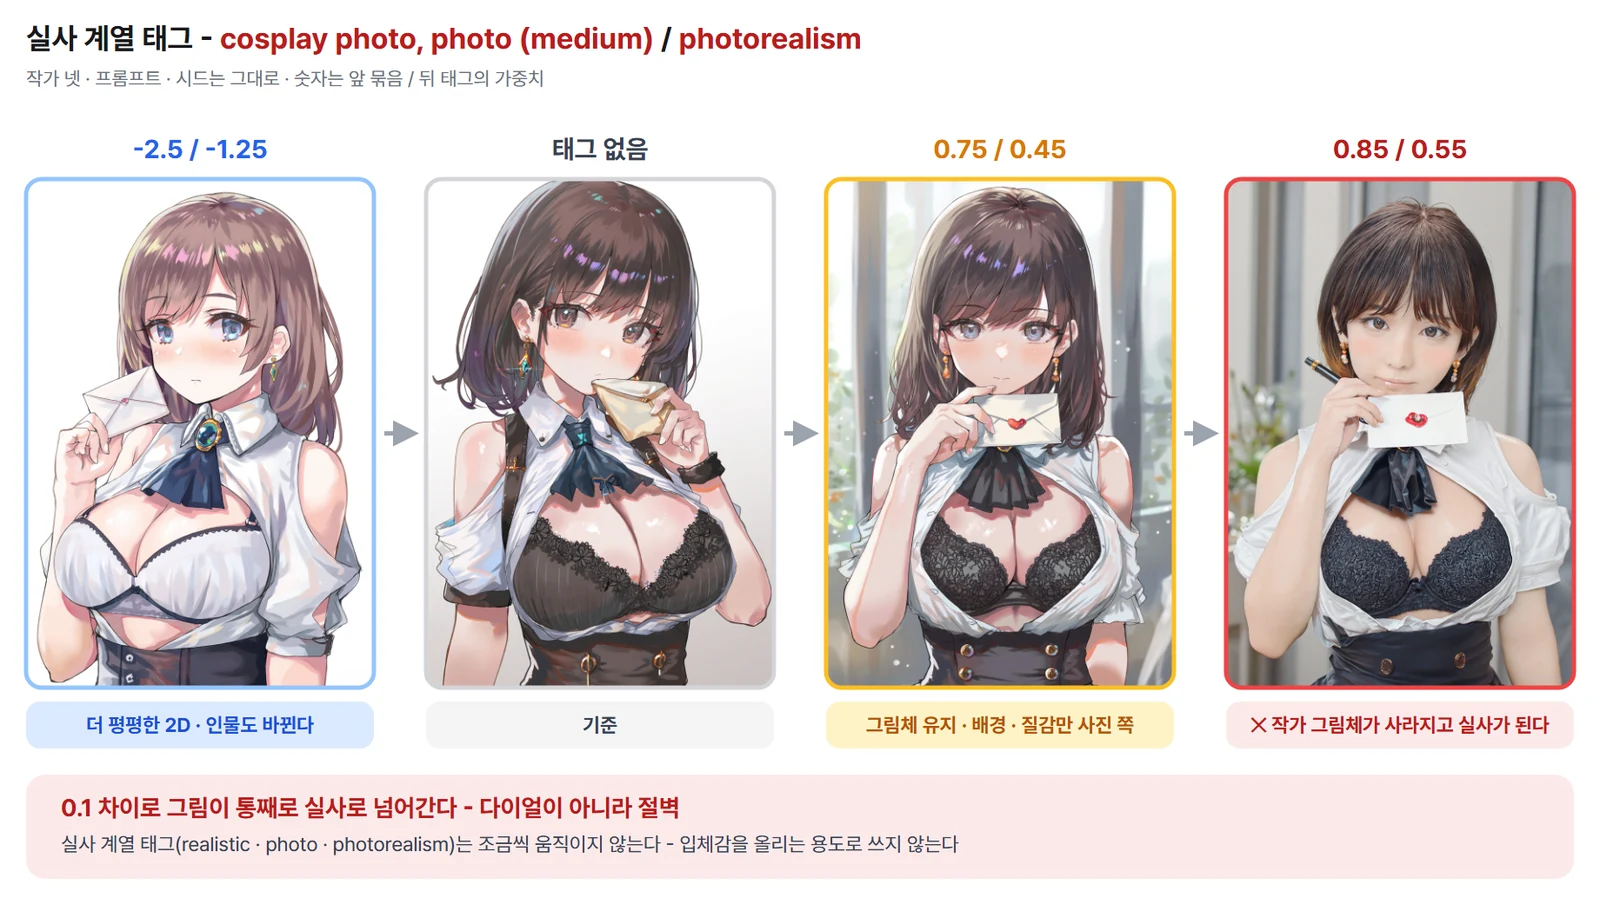 실사 계열 태그 - cosplay photo, photo (medium) / photorealism
작가 넷 · 프롬프트 · 시드는 그대로 · 숫자는 앞 묶음 / 뒤 태그의 가중치
-2.5 / -1.25
태그 없음
0.75 / 0.45
0.85 / 0.55
더 평평한 2D · 인물도 바뀐다
기준
그림체 유지 · 배경 · 질감만 사진 쪽
✕ 작가 그림체가 사라지고 실사가 된다
0.1 차이로 그림이 통째로 실사로 넘어간다 - 다이얼이 아니라 절벽
실사 계열 태그(realistic · photo · photorealism)는 조금씩 움직이지 않는다 - 입체감을 올리는 용도로 쓰지 않는다